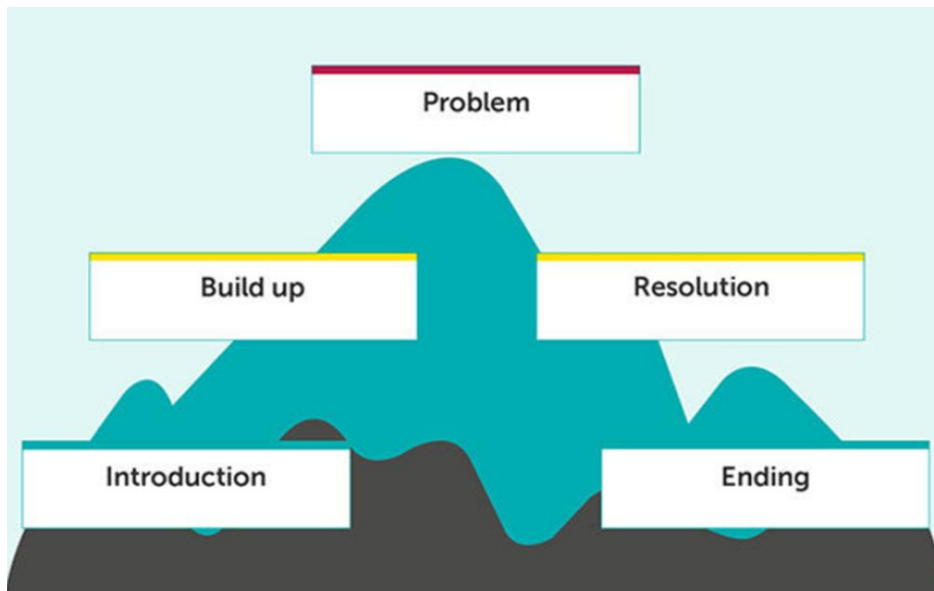 Problem
Build up
Resolution
Introduction
Ending